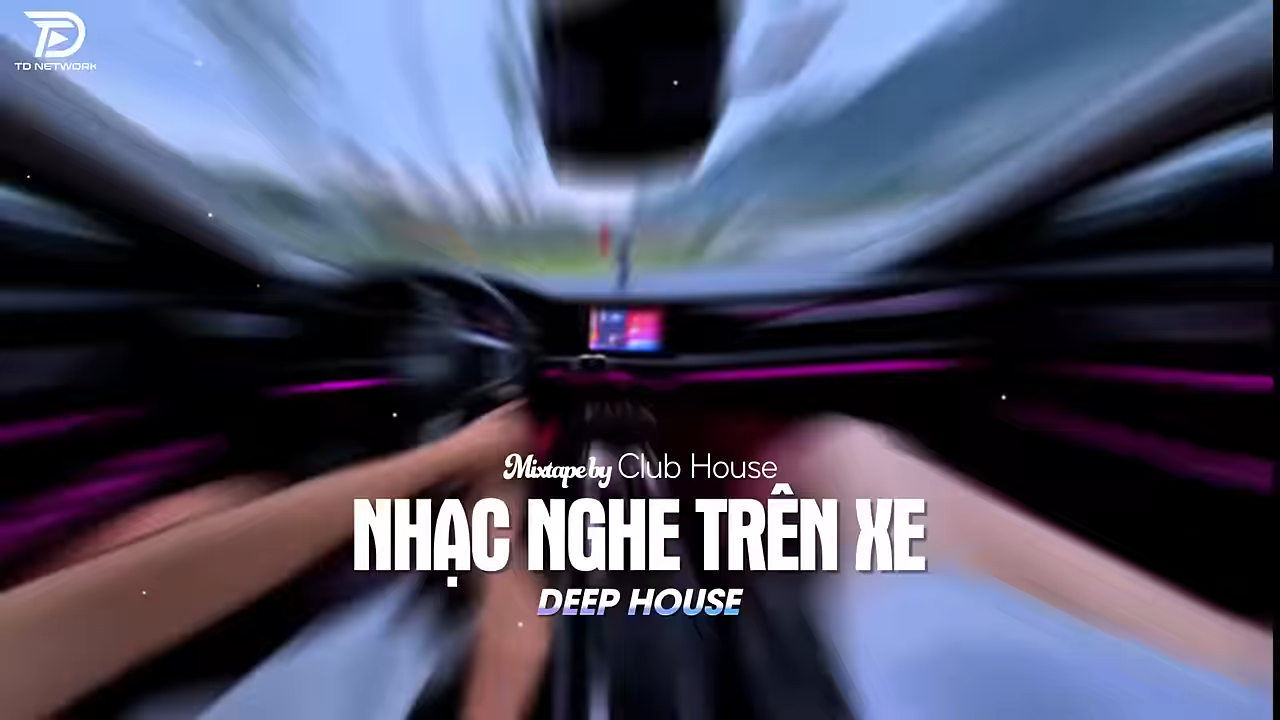 TD NETWORK
Mixtape by Club House
NHẠC NGHE TRÊN XE
DEEP HOUSE